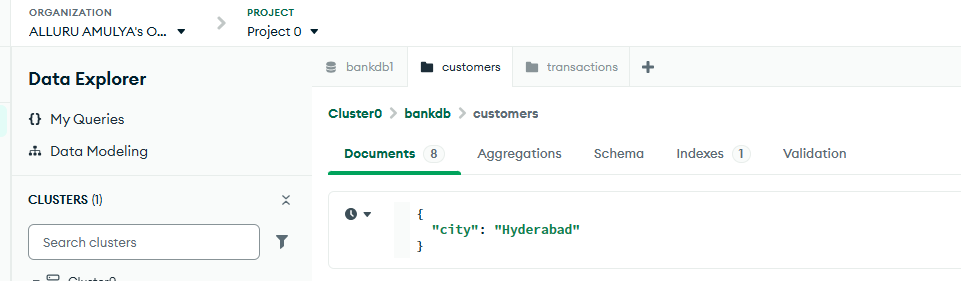 ORGANIZATION
ALLURU AMULYA's O...
PROJECT
Project 0
Data Explorer
My Queries
Data Modeling
CLUSTERS (1)
Search clusters
Cluster0
bankdb1
customers
transactions
Cluster0 > bankdb > customers
Documents 8 Aggregations Schema Indexes 1 Validation
{
"city": "Hyderabad"
}